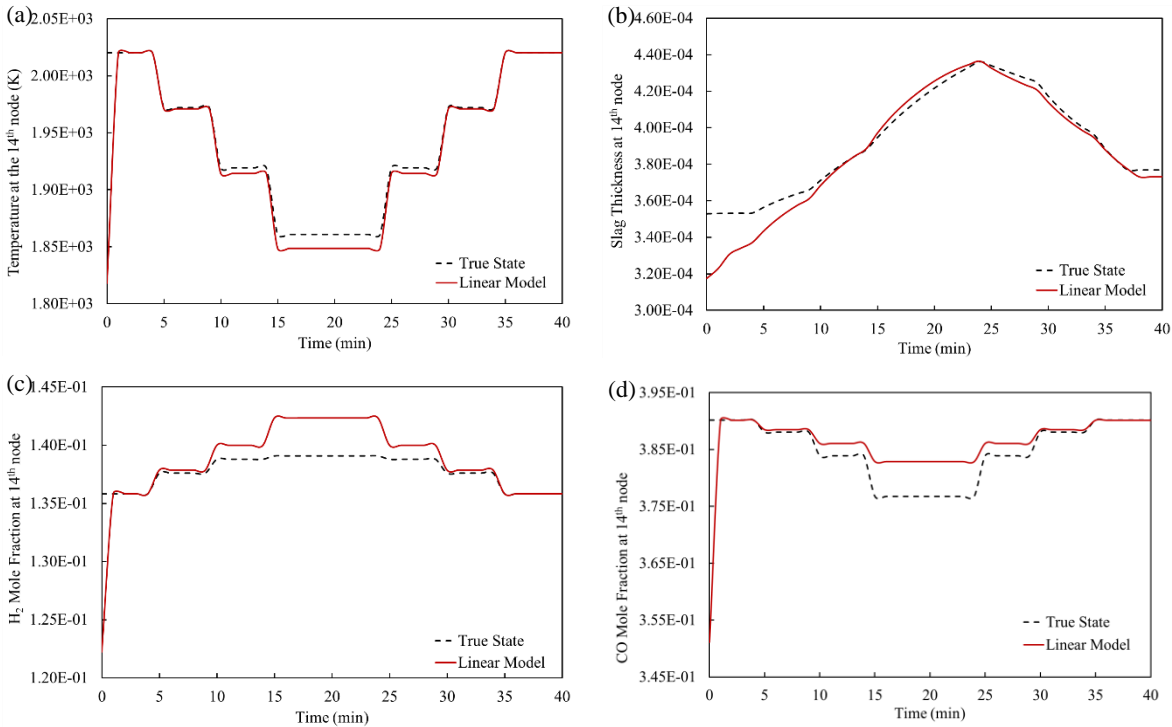 (a)
2.05E+03
2.00E+03
1.95E+03
1.90E+03
1.85E+03
1.80E+03
Temperature at the 14th node (K)
True State
Linear Model
0 5 10 15 20 25 30 35 40
Time (min)
(b)
4.60E-04
4.40E-04
4.20E-04
4.00E-04
3.80E-04
3.60E-04
3.40E-04
3.20E-04
3.00E-04
Slag Thickness at 14th node
True State
Linear Model
0 5 10 15 20 25 30 35 40
Time (min)
(c)
1.45E-01
1.40E-01
1.35E-01
1.30E-01
1.25E-01
1.20E-01
H2 Mole Fraction at 14th node
True State
Linear Model
0 5 10 15 20 25 30 35 40
Time (min)
(d)
3.95E-01
3.85E-01
3.75E-01
3.65E-01
3.55E-01
3.45E-01
CO Mole Fraction at 14th node
True State
Linear Model
0 5 10 15 20 25 30 35 40
Time (min)